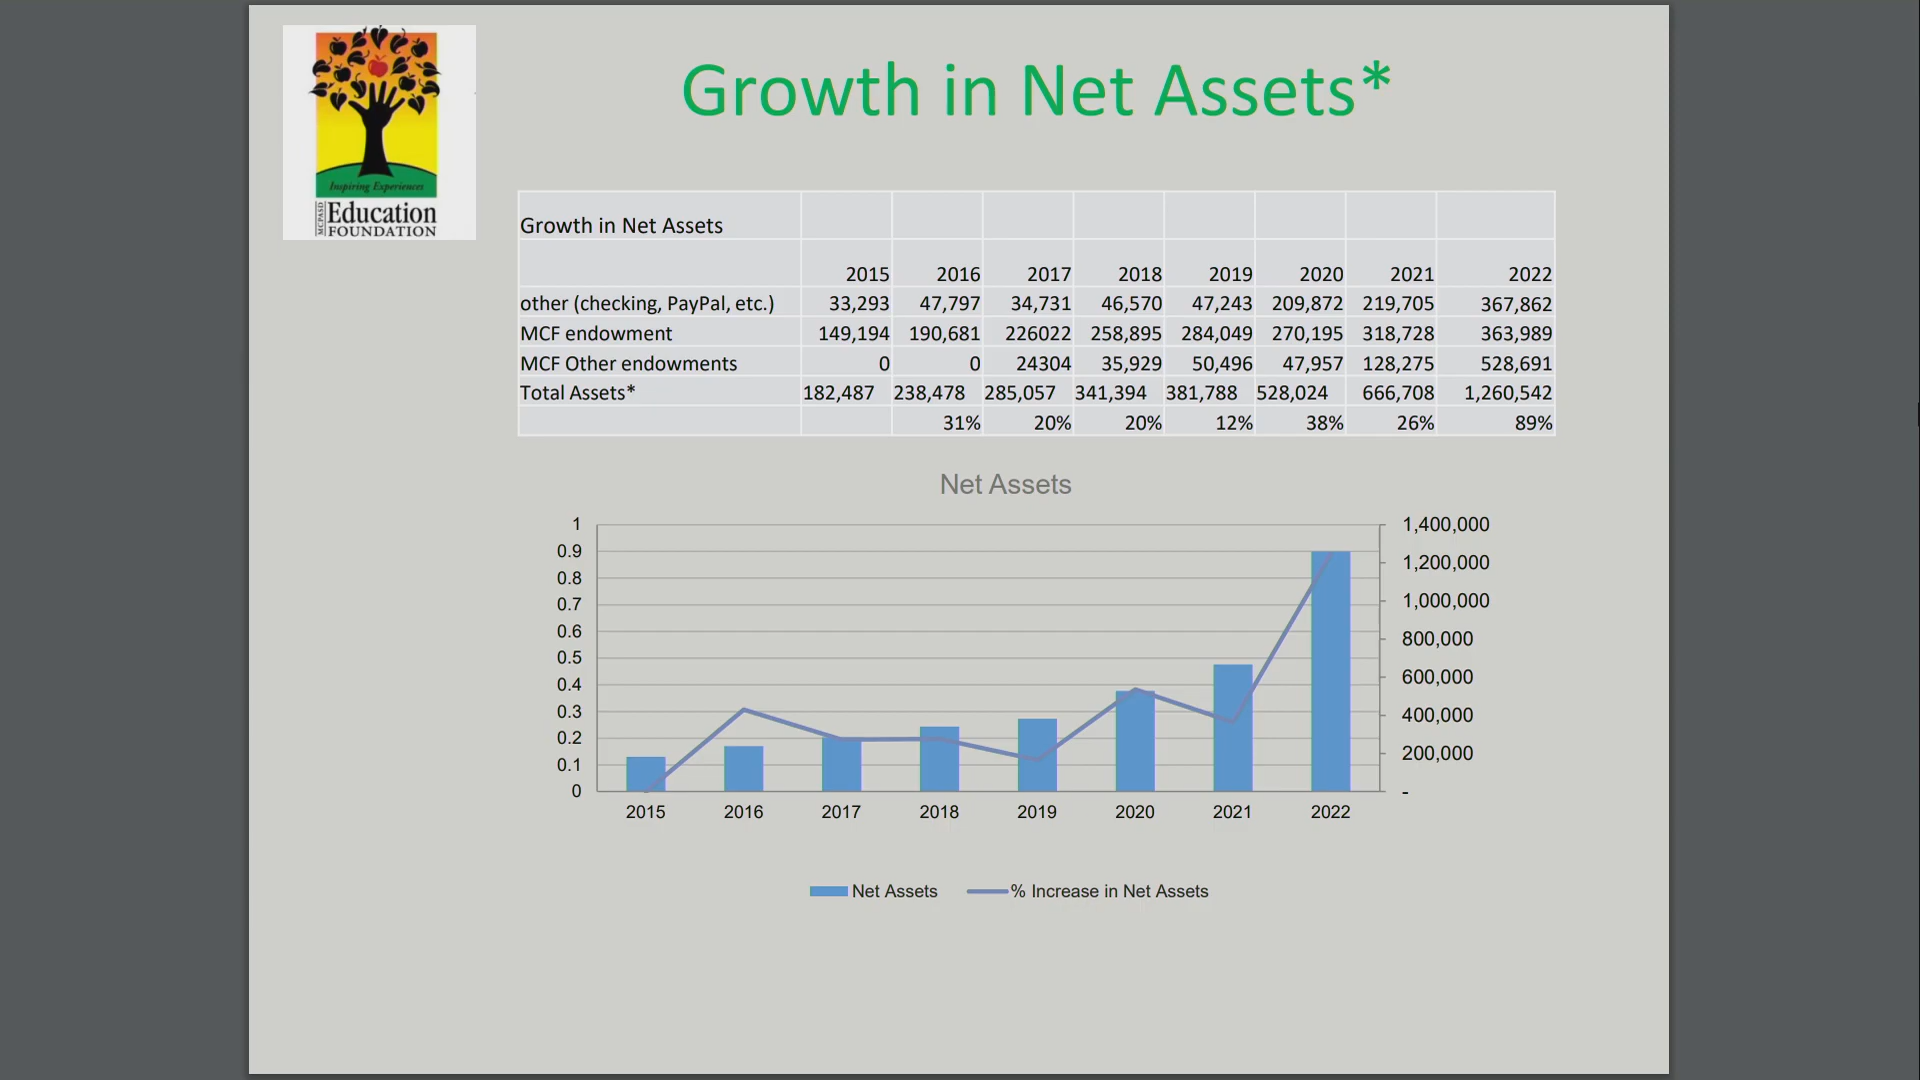 Growth in Net Assets*
Inspiring Experiences
MCPASD
Education
FOUNDATION
Growth in Net Assets
2015 2016 2017 2018 2019 2020 2021 2022
other (checking, PayPal, etc.) 33,293 47,797 34,731 46,570 47,243 209,872 219,705 367,862
MCF endowment 149,194 190,681 226022 258,895 284,049 270,195 318,728 363,989
MCF Other endowments 0 0 24304 35,929 50,496 47,957 128,275 528,691
Total Assets* 182,487 238,478 285,057 341,394 381,788 528,024 666,708 1,260,542
31% 20% 20% 12% 38% 26% 89%
Net Assets
1 1,400,000
0.9
0.8 1,200,000
0.7 1,000,000
0.6 800,000
0.5
0.4 600,000
0.3 400,000
0.2 200,000
0.1
0 -
2015 2016 2017 2018 2019 2020 2021 2022
Net Assets % Increase in Net Assets